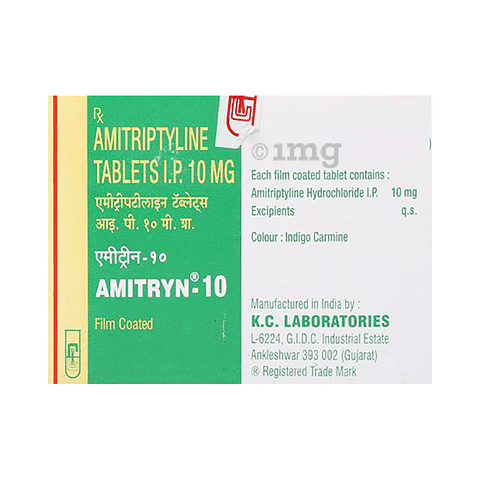 Rx
AMITRIPTYLINE
TABLETS I.P. 10 MG
एमीट्रीपटीलाइन टॅब्लेट्स
आइ. पी. १० मी. ग्रा.
एमीट्रीन-१०
AMITRYN®-10
Film Coated
©1mg
Each film coated tablet contains :
Amitriptyline Hydrochloride I.P. 10 mg
Excipients q.s.
Colour : Indigo Carmine
Manufactured in India by :
K.C. LABORATORIES
L-6224, G.I.D.C. Industrial Estate
Ankleshwar 393 002 (Gujarat)
® Registered Trade Mark